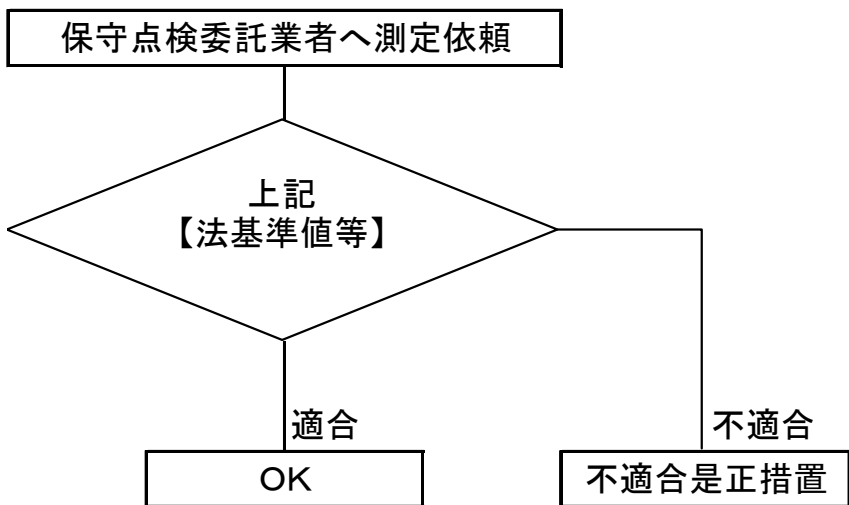 保守点検委託業者へ測定依頼
上記
【法基準値等】
適合
不適合
OK
不適合是正措置